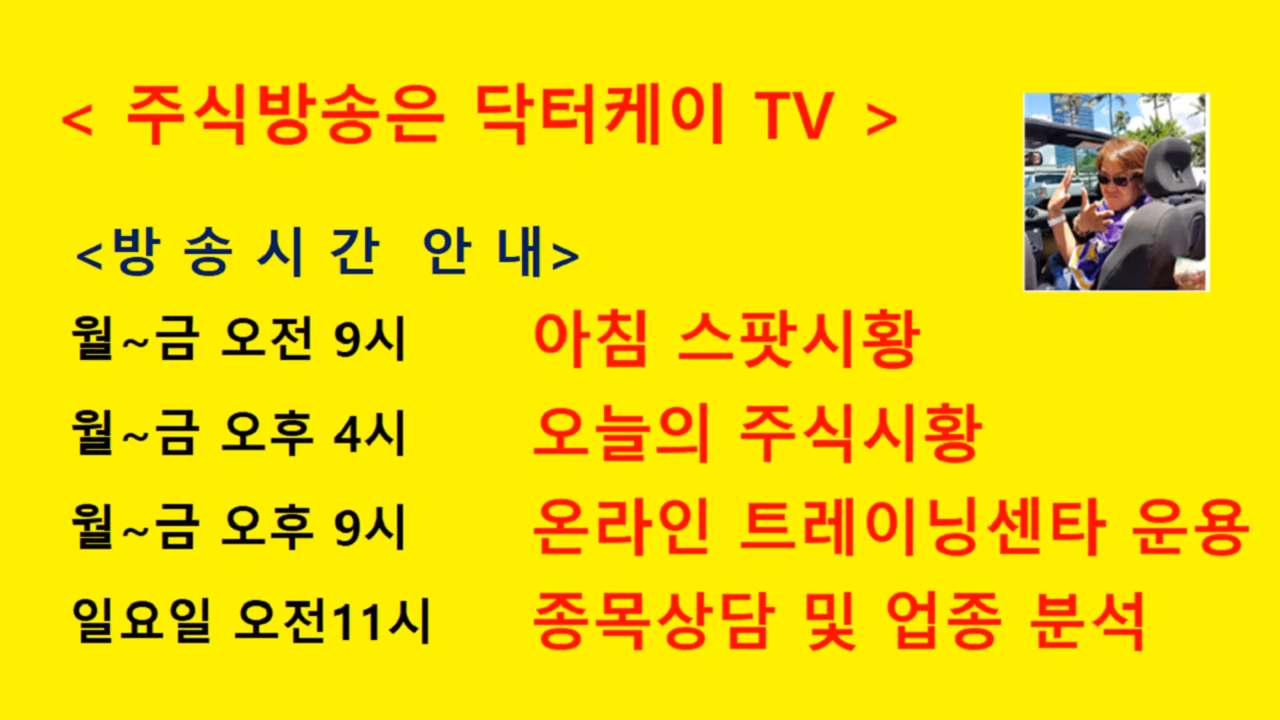 < 주식방송은 닥터케이 TV >
<방 송 시 간 안 내>
월~금 오전 9시 아침 스팟시황
월~금 오후 4시 오늘의 주식시황
월~금 오후 9시 온라인 트레이닝센타 운용
일요일 오전11시 종목상담 및 업종 분석